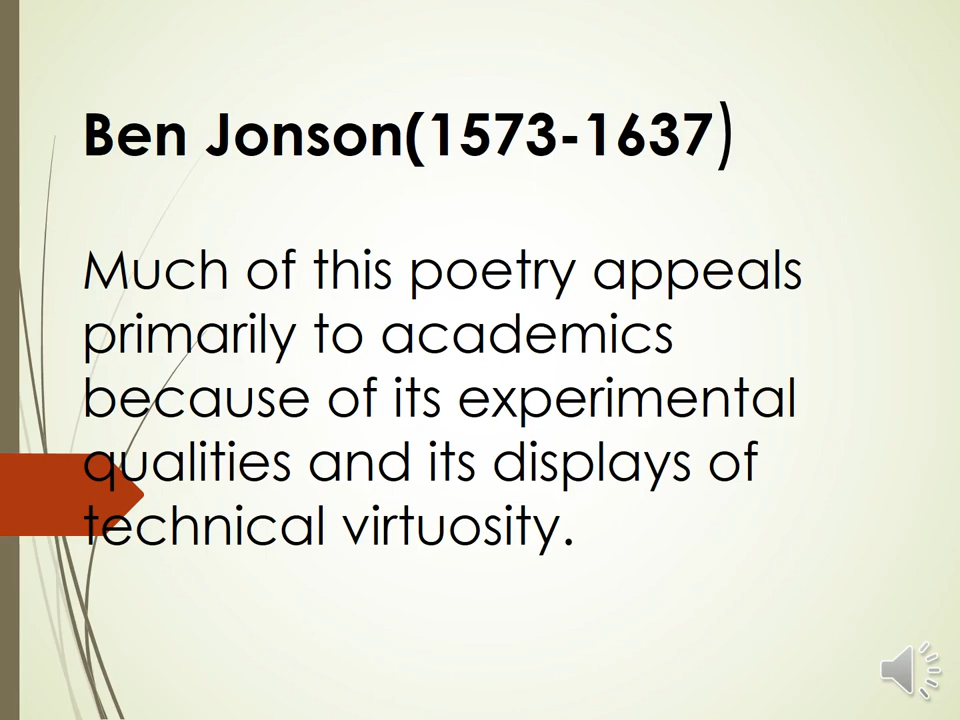 Ben Jonson(1573-1637)
Much of this poetry appeals
primarily to academics
because of its experimental
qualities and its displays of
technical virtuosity.